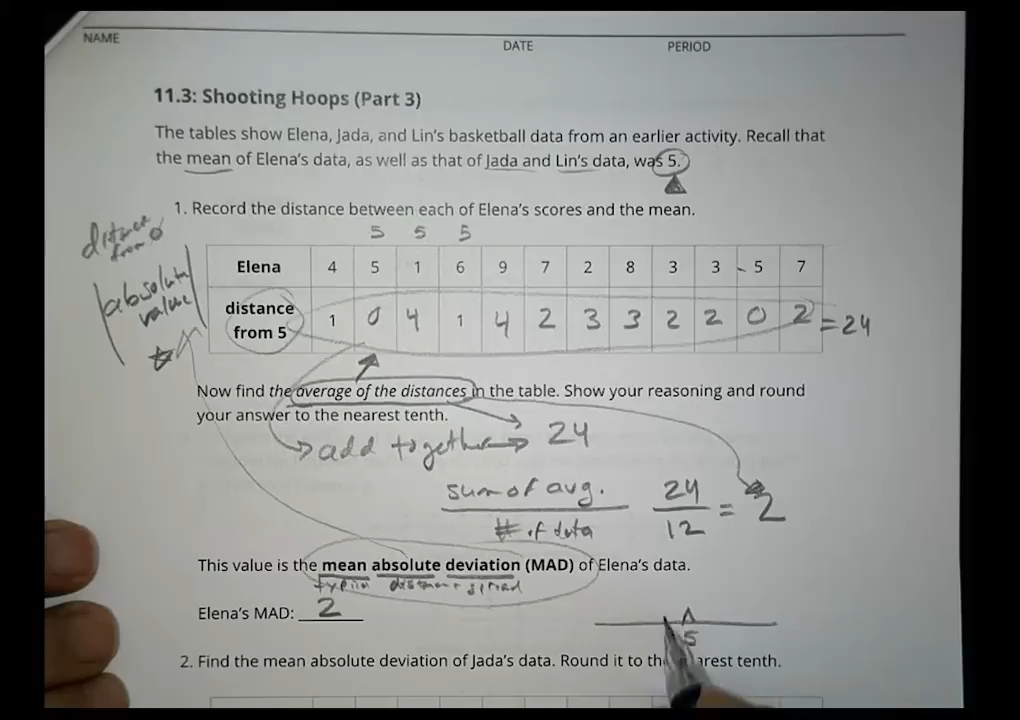 NAME DATE PERIOD
11.3: Shooting Hoops (Part 3)
The tables show Elena, Jada, and Lin's basketball data from an earlier activity. Recall that
the mean of Elena's data, as well as that of Jada and Lin's data, was 5.
1. Record the distance between each of Elena's scores and the mean.
distance
from 0
5 5 5
Elena 4 5 1 6 9 7 2 8 3 3 5 7
|absolute
value|
distance
from 5 1 0 4 1 4 2 3 3 2 2 0 2 = 24
Now find the average of the distances in the table. Show your reasoning and round
your answer to the nearest tenth.
add together 24
sum of avg. 24
# of data 12 = 2
This value is the mean absolute deviation (MAD) of Elena's data.
distance spread
Elena's MAD: 2
5
2. Find the mean absolute deviation of Jada's data. Round it to the nearest tenth.